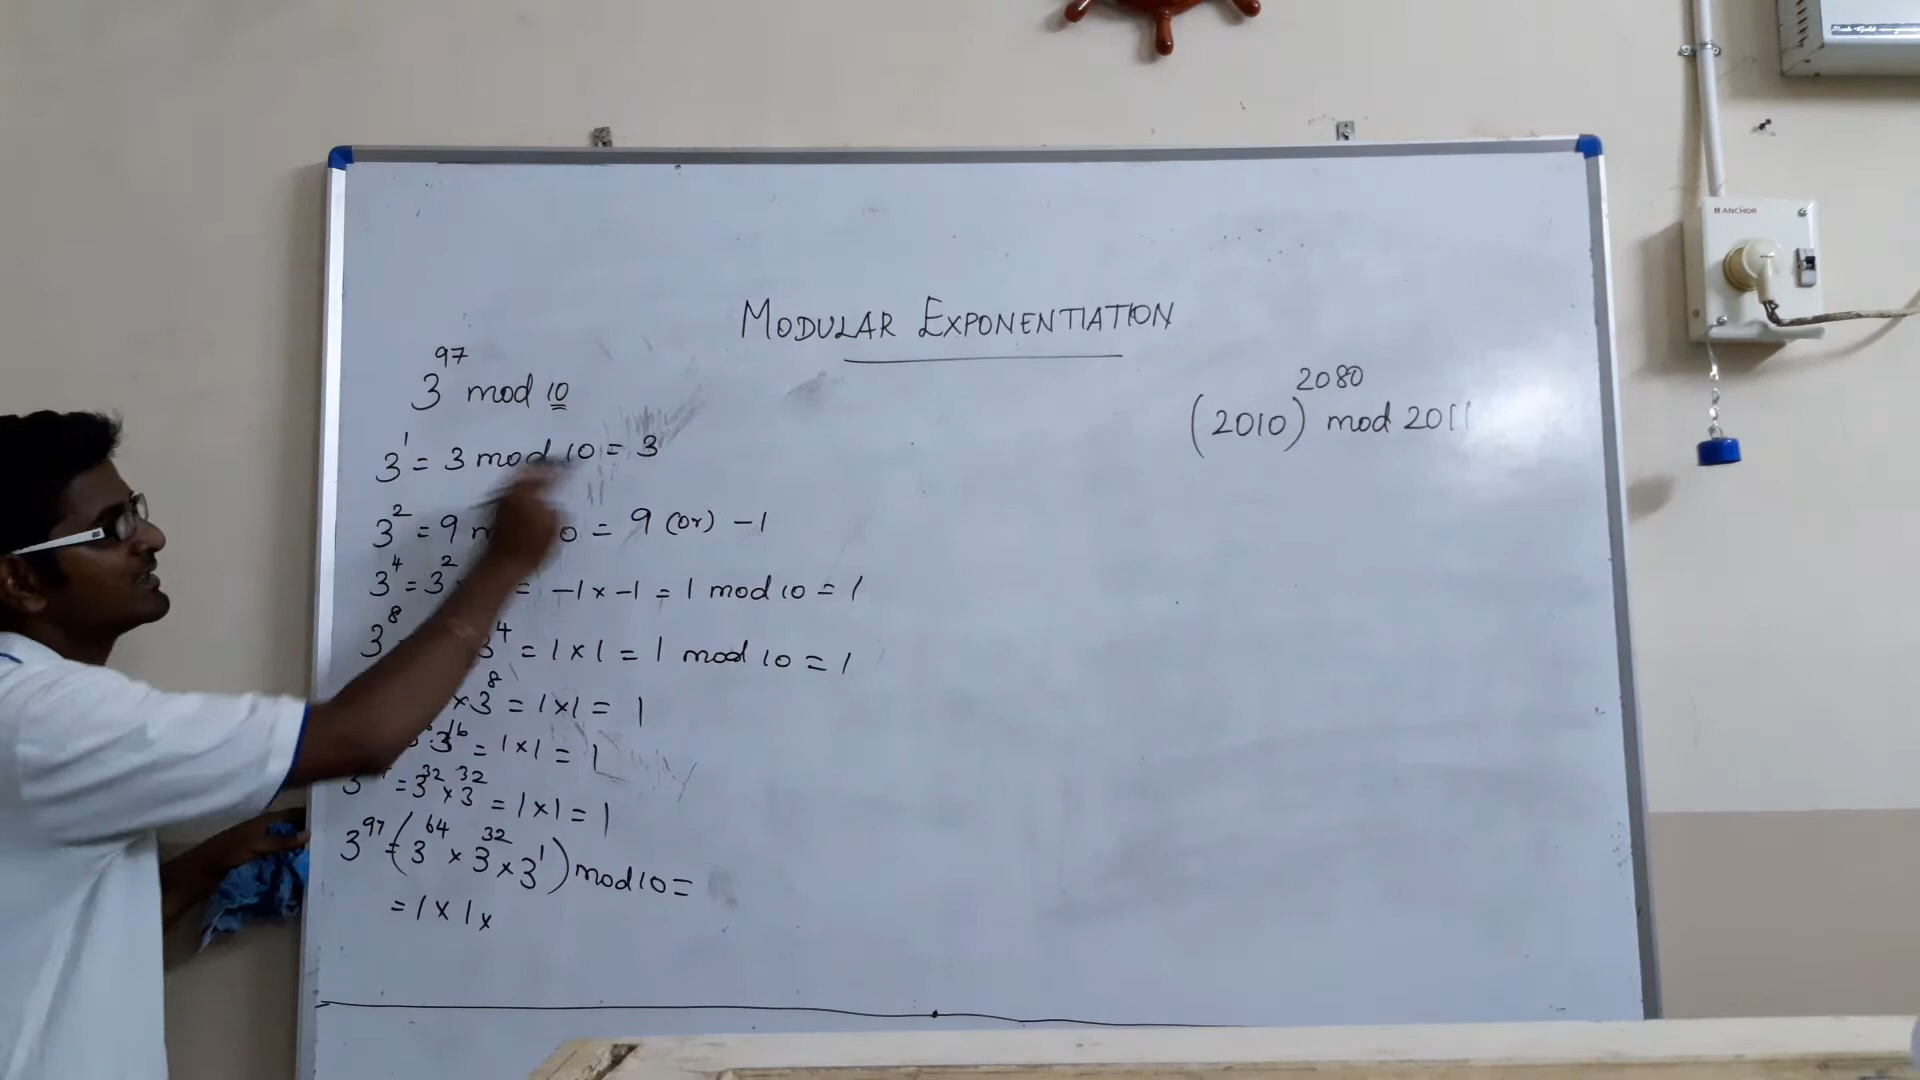 MODULAR EXPONENTIATION
3^97 mod 10
3^1 = 3 mod 10 = 3
3^2 = 9 m 0 = 9 (or) -1
3^4 = 3^2 = -1 x -1 = 1 mod 10 = 1
3^8 3^4 = 1 x 1 = 1 mod 10 = 1
x 3^8 = 1 x 1 = 1
3^16 = 1 x 1 = 1
3 = 3^32 x 3^32 = 1 x 1 = 1
3^97 = (3^64 x 3^32 x 3^1) mod 10 =
= 1 x 1 x
(2010)^2080 mod 2011
ANCHOR